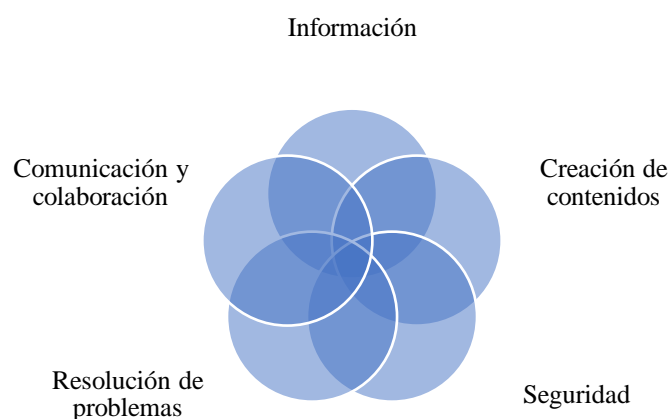 Información
Comunicación y
colaboración
Creación de
contenidos
Resolución de
problemas
Seguridad